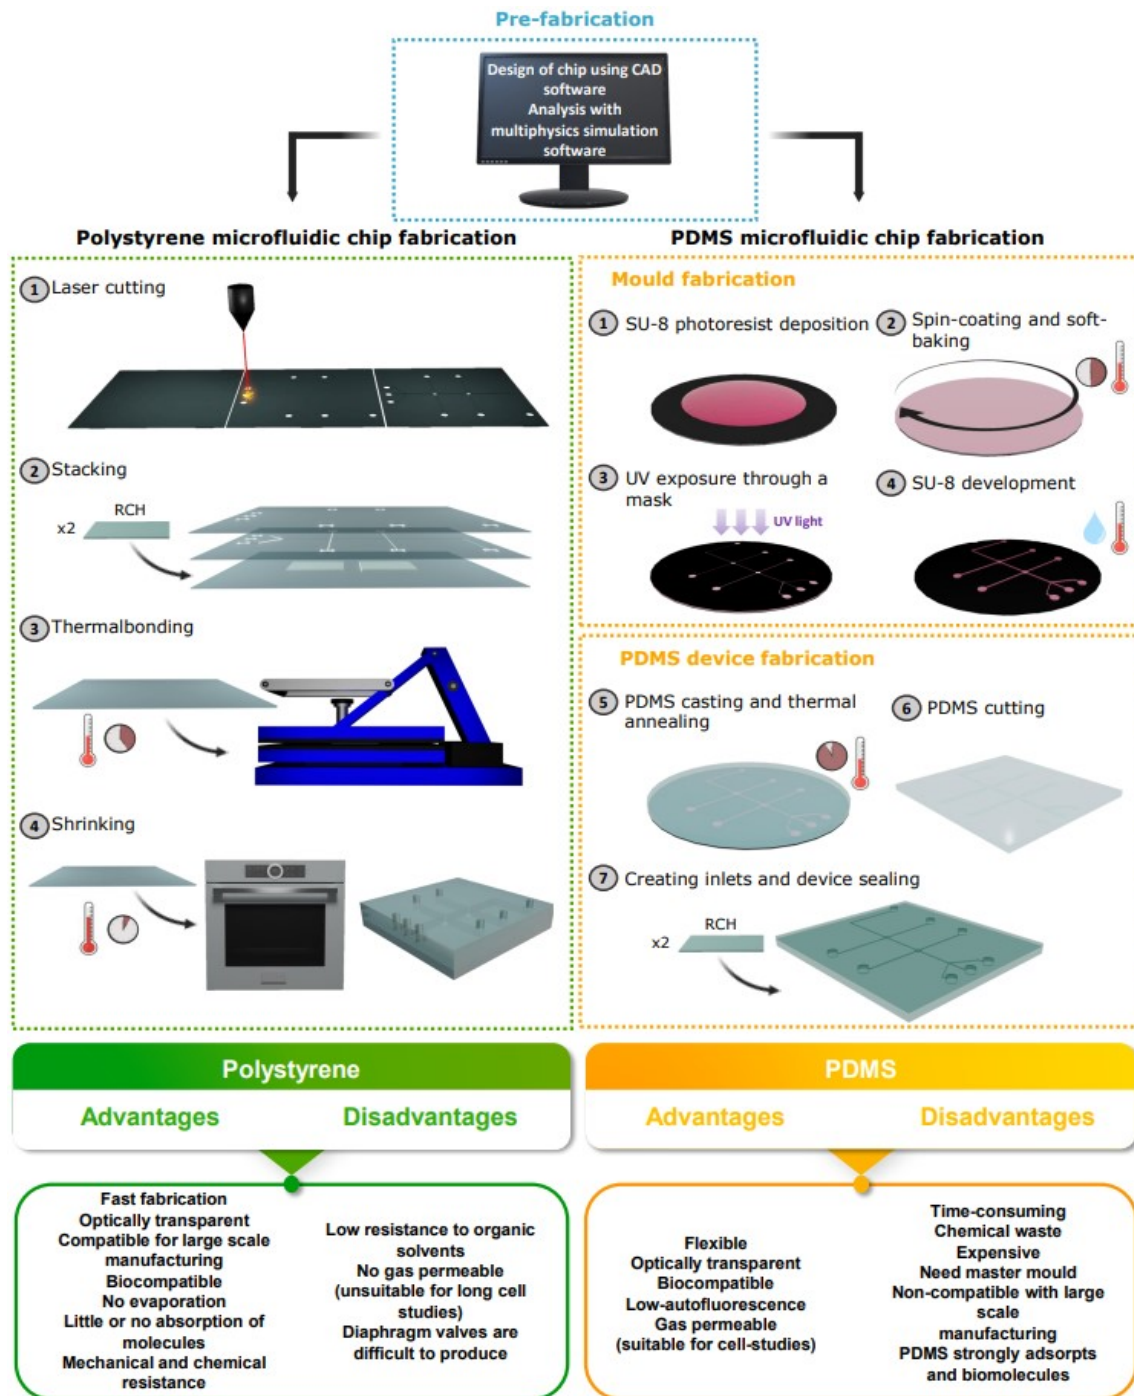 Pre-fabrication
Design of chip using CAD
software
Analysis with
multiphysics simulation
software
Polystyrene microfluidic chip fabrication
1 Laser cutting
2 Stacking
RCH
x2
3 Thermalbonding
4 Shrinking
PDMS microfluidic chip fabrication
Mould fabrication
1 SU-8 photoresist deposition
2 Spin-coating and soft-
baking
3 UV exposure through a
mask
UV light
4 SU-8 development
PDMS device fabrication
5 PDMS casting and thermal
annealing
6 PDMS cutting
7 Creating inlets and device sealing
RCH
x2
Polystyrene
Advantages
Disadvantages
Fast fabrication
Optically transparent
Compatible for large scale
manufacturing
Biocompatible
No evaporation
Little or no absorption of
molecules
Mechanical and chemical
resistance
Low resistance to organic
solvents
No gas permeable
(unsuitable for long cell
studies)
Diaphragm valves are
difficult to produce
PDMS
Advantages
Disadvantages
Flexible
Optically transparent
Biocompatible
Low-autofluorescence
Gas permeable
(suitable for cell-studies)
Time-consuming
Chemical waste
Expensive
Need master mould
Non-compatible with large
scale
manufacturing
PDMS strongly adsorpts
and biomolecules